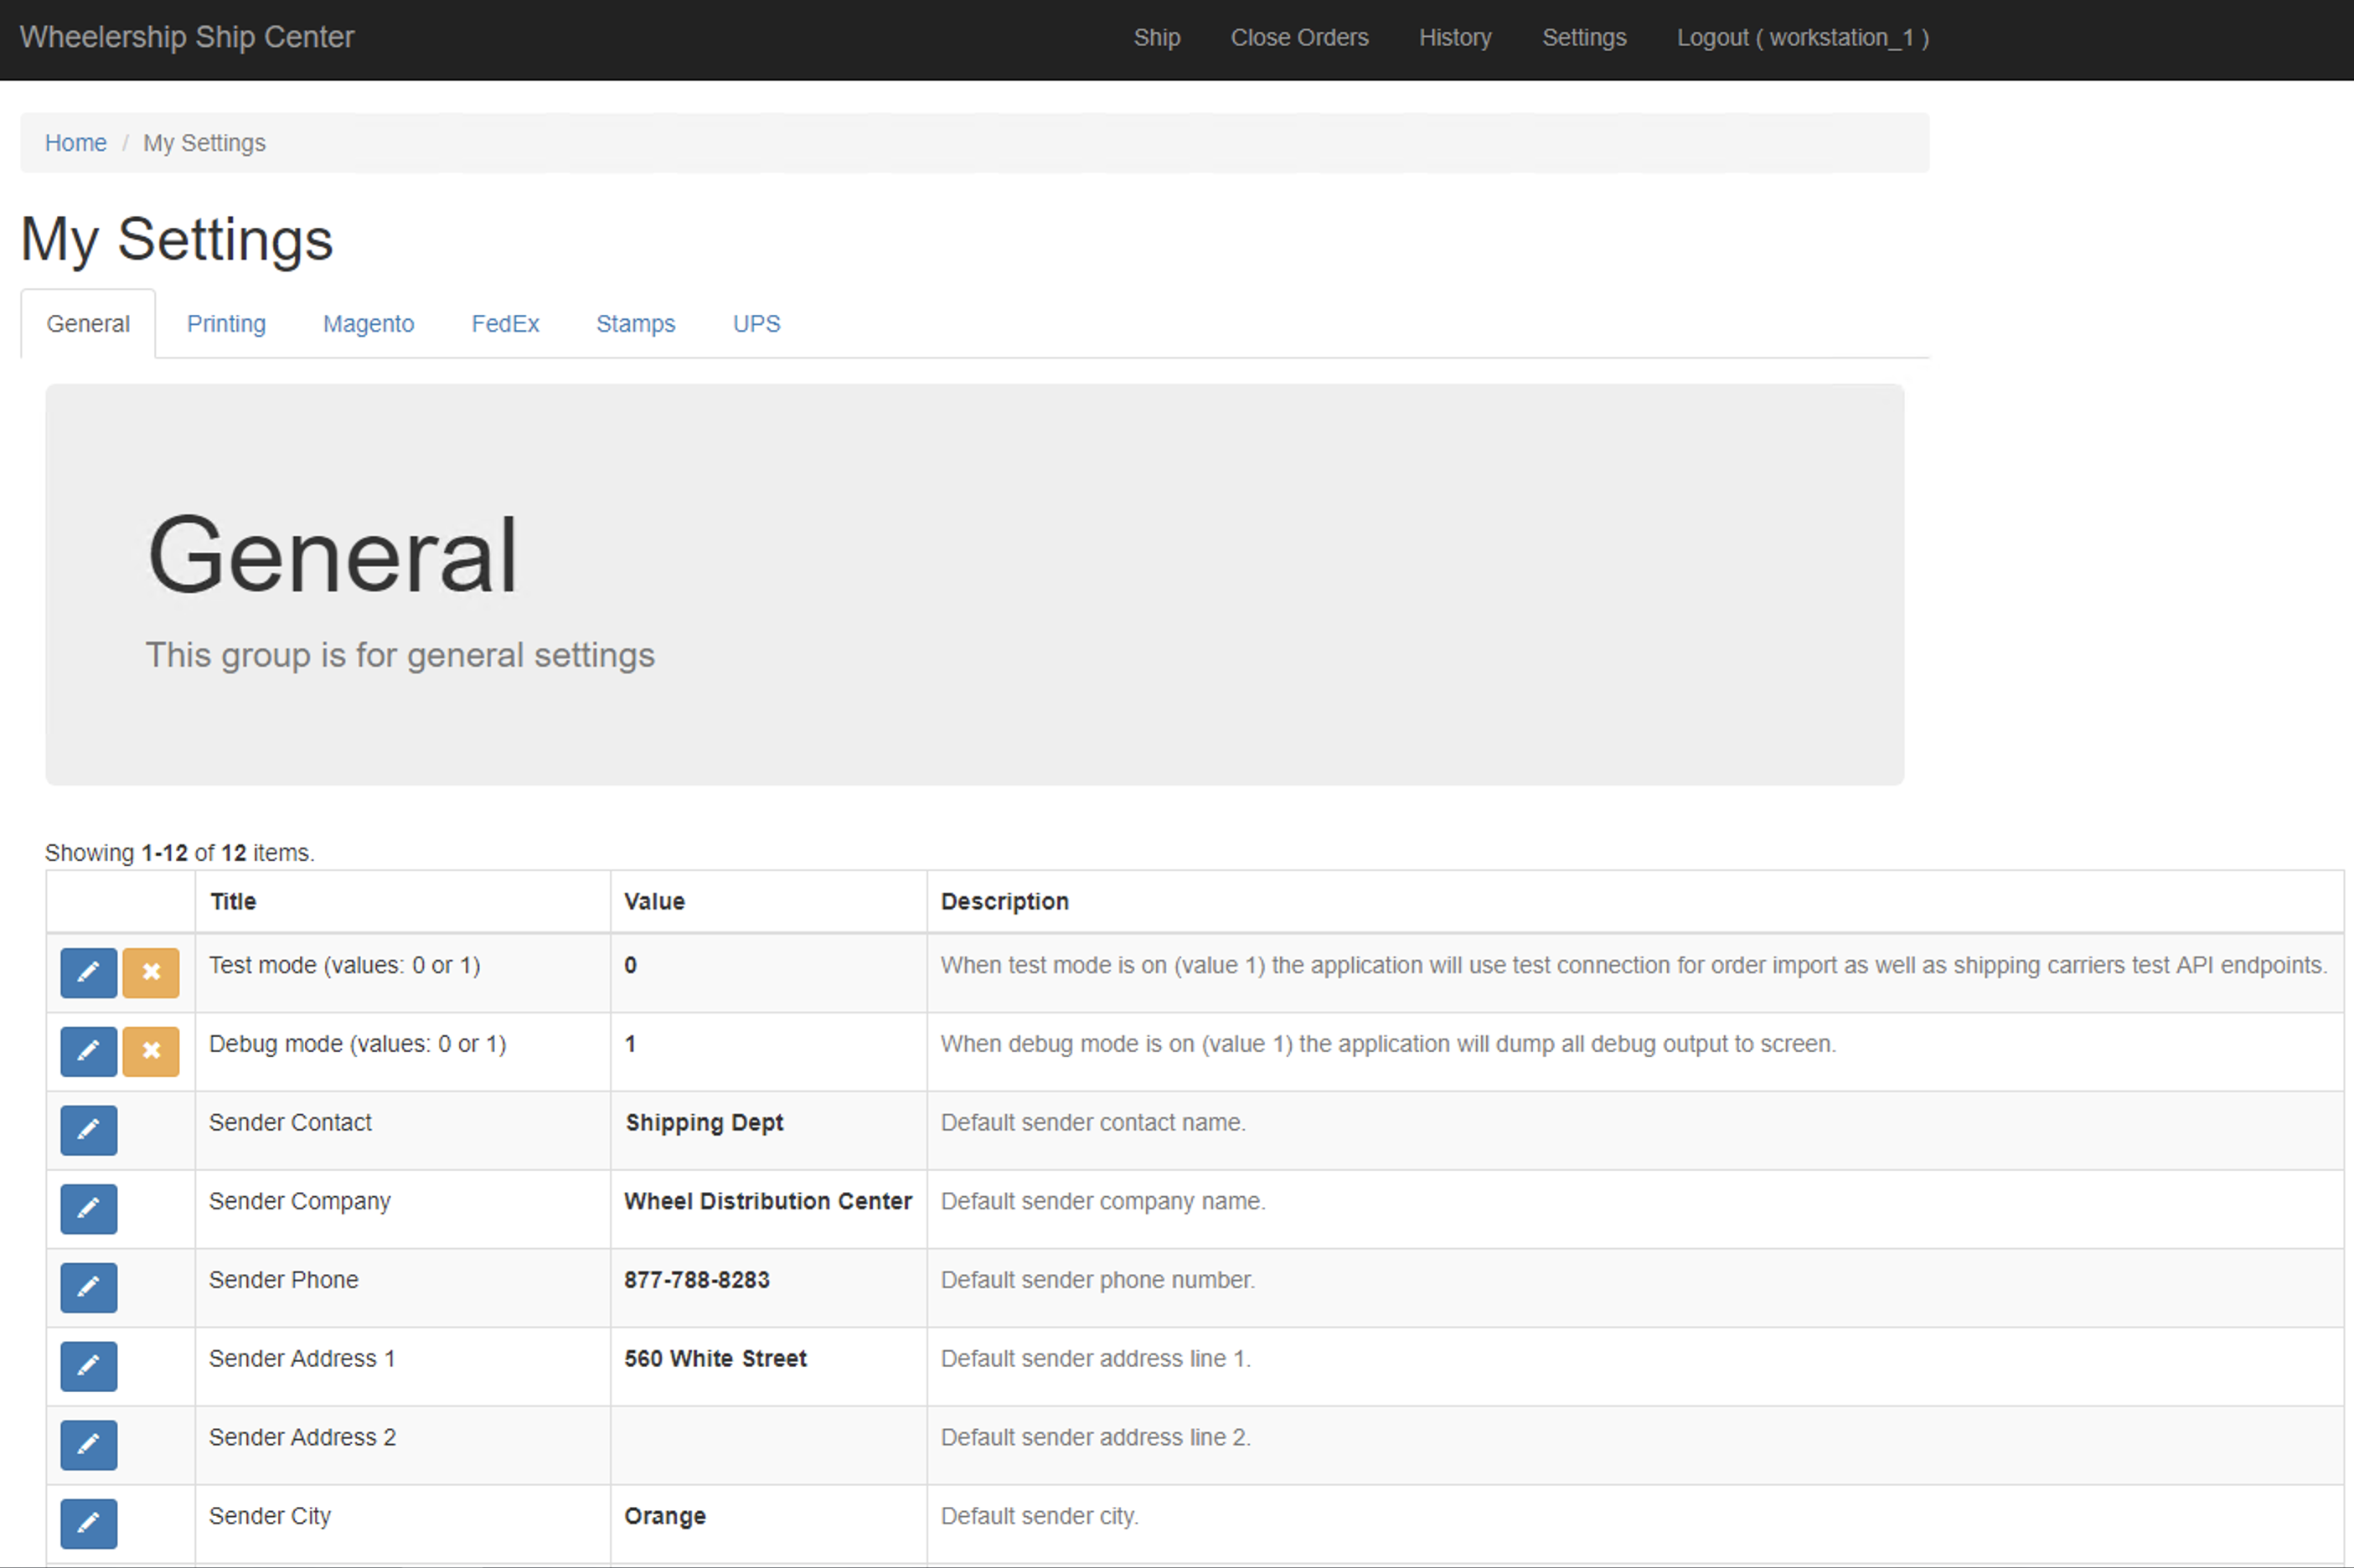 Wheelership Ship Center Ship Close Orders History Settings Logout ( workstation_1 )
Home / My Settings
My Settings
General Printing Magento FedEx Stamps UPS
General
This group is for general settings
Showing 1-12 of 12 items.
Title Value Description
Test mode (values: 0 or 1) 0 When test mode is on (value 1) the application will use test connection for order import as well as shipping carriers test API endpoints.
Debug mode (values: 0 or 1) 1 When debug mode is on (value 1) the application will dump all debug output to screen.
Sender Contact Shipping Dept Default sender contact name.
Sender Company Wheel Distribution Center Default sender company name.
Sender Phone 877-788-8283 Default sender phone number.
Sender Address 1 560 White Street Default sender address line 1.
Sender Address 2 Default sender address line 2.
Sender City Orange Default sender city.